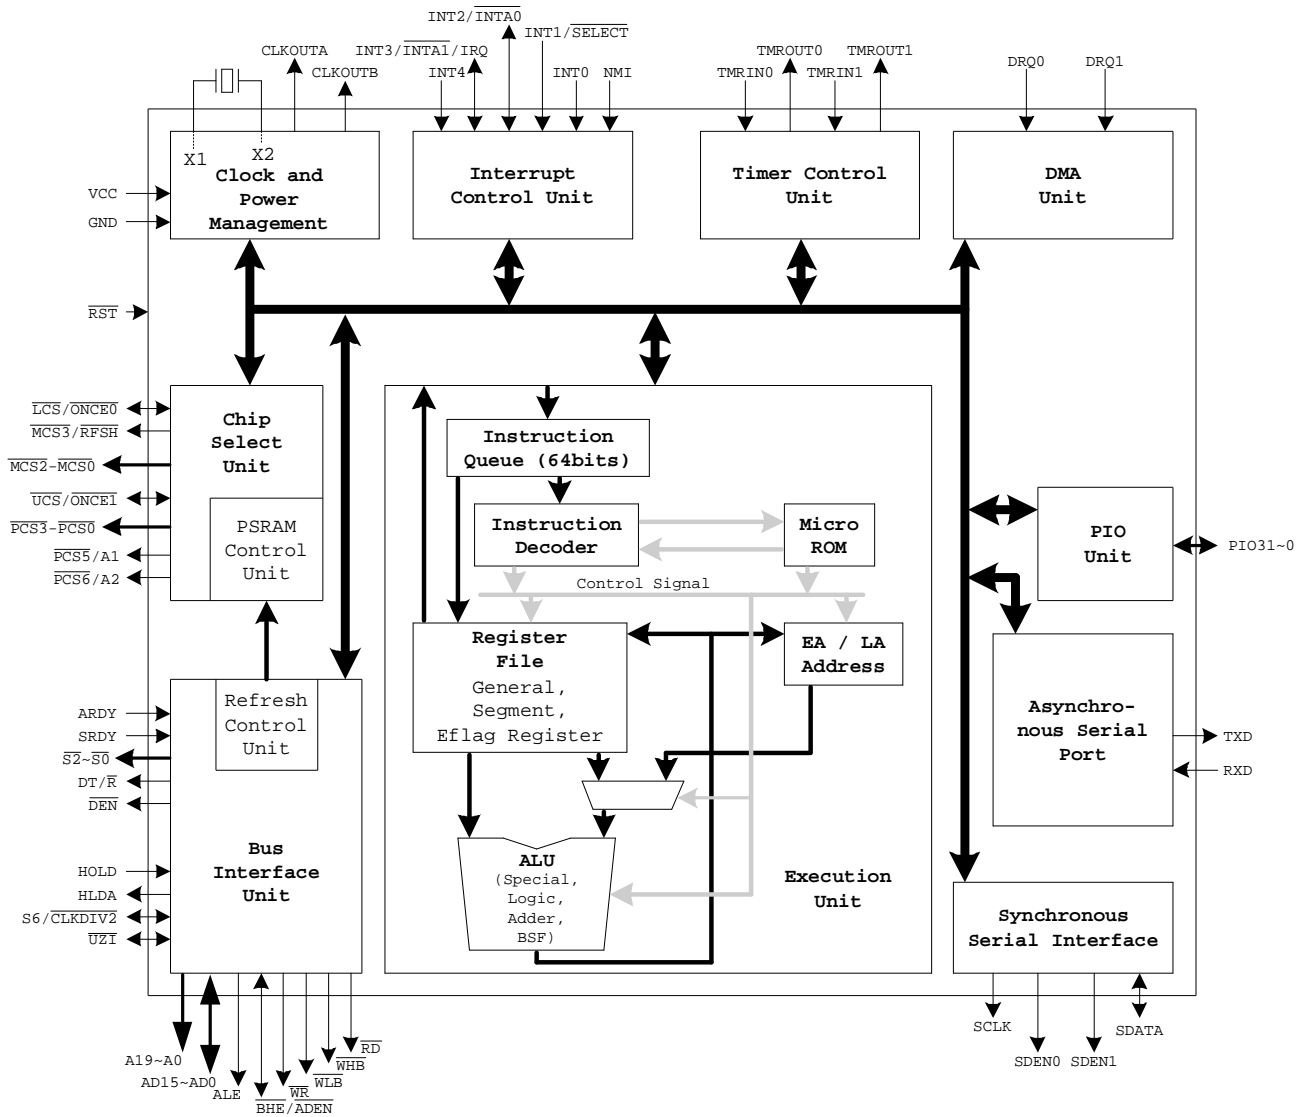 INT2/INTA0
INT3/INTA1/IRQ
INT1/SELECT
CLKOUTA
CLKOUTB
INT4
INT0
NMI
TMROUT0
TMROUT1
TMRIN0
TMRIN1
DRQ0
DRQ1
X1
X2
Clock and
Power
Management
Interrupt
Control Unit
Timer Control
Unit
DMA
Unit
VCC
GND
RST
LCS/ONCE0
MCS3/RFSH
MCS2-MCS0
UCS/ONCE1
PCS3-PCS0
PCS5/A1
PCS6/A2
Chip
Select
Unit
PSRAM
Control
Unit
Instruction
Queue (64bits)
Instruction
Decoder
Micro
ROM
Control Signal
Register
File
General,
Segment,
Eflag Register
EA / LA
Address
PIO
Unit
PIO31~0
Asynchro-
nous Serial
Port
TXD
RXD
Refresh
Control
Unit
ARDY
SRDY
S2~S0
DT/R
DEN
HOLD
HLDA
S6/CLKDIV2
UZI
Bus
Interface
Unit
ALU
(Special,
Logic,
Adder,
BSF)
Execution
Unit
Synchronous
Serial Interface
SCLK
SDATA
SDEN0
SDEN1
A19~A0
AD15~AD0
ALE
BHE/ADEN
WR
WLB
WHB
RD